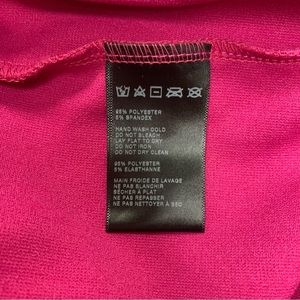 95% POLYESTER
5% SPANDEX
HAND WASH COLD
DO NOT BLEACH
LAY FLAT TO DRY
DO NOT IRON
DO NOT DRY CLEAN
95% POLYESTER
5% ELASTHANNE
MAIN FROIDE DE LAVAGE
NE PAS BLANCHIR
SÉCHER À PLAT
NE PAS REPASSER
NE PAS NETTOYER À SEC